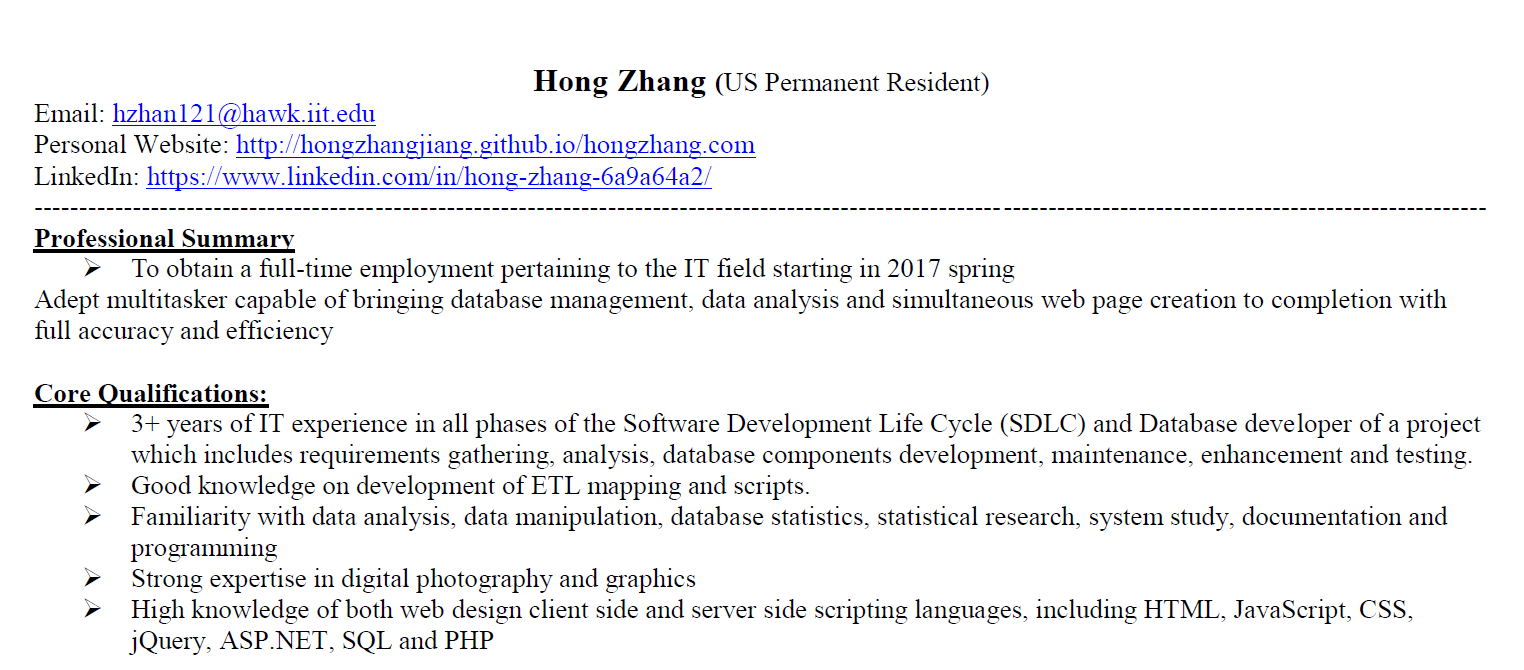 Hong Zhang (US Permanent Resident)
Email: hzhan121@hawk.iit.edu
Personal Website: http://hongzhangjiang.github.io/hongzhang.com
LinkedIn: https://www.linkedin.com/in/hong-zhang-6a9a64a2/
------------------------------------------------------------------------------------------------------------------------------------------------------------------
Professional Summary
➢ To obtain a full-time employment pertaining to the IT field starting in 2017 spring
Adept multitasker capable of bringing database management, data analysis and simultaneous web page creation to completion with
full accuracy and efficiency
Core Qualifications:
➢ 3+ years of IT experience in all phases of the Software Development Life Cycle (SDLC) and Database developer of a project
which includes requirements gathering, analysis, database components development, maintenance, enhancement and testing.
➢ Good knowledge on development of ETL mapping and scripts.
➢ Familiarity with data analysis, data manipulation, database statistics, statistical research, system study, documentation and
programming
➢ Strong expertise in digital photography and graphics
➢ High knowledge of both web design client side and server side scripting languages, including HTML, JavaScript, CSS,
jQuery, ASP.NET, SQL and PHP